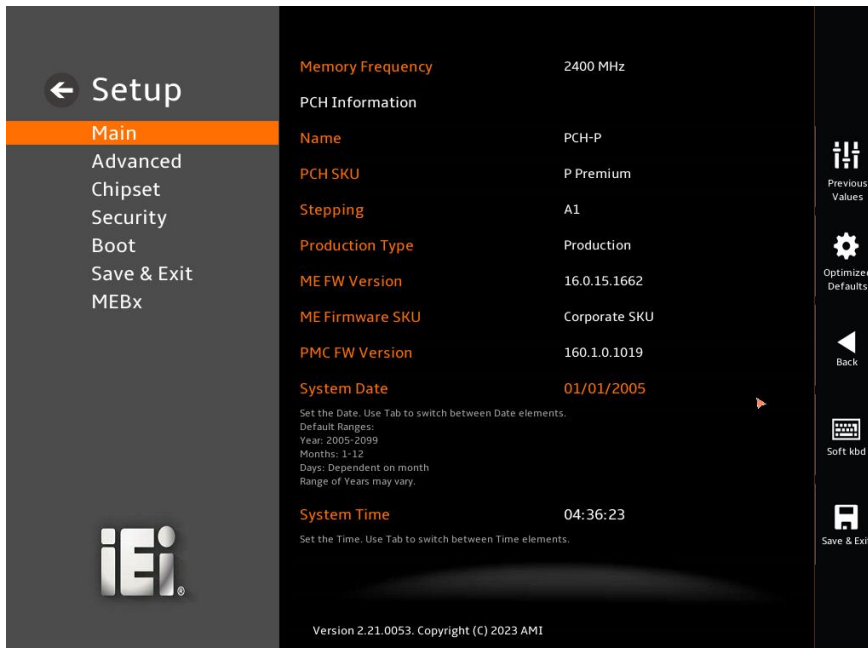 Setup
Main
Advanced
Chipset
Security
Boot
Save & Exit
MEBx
iEi®
Memory Frequency 2400 MHz
PCH Information
Name PCH-P
PCH SKU P Premium
Stepping A1
Production Type Production
ME FW Version 16.0.15.1662
ME Firmware SKU Corporate SKU
PMC FW Version 160.1.0.1019
System Date 01/01/2005
Set the Date. Use Tab to switch between Date elements.
Default Ranges:
Year: 2005-2099
Months: 1-12
Days: Dependent on month
Range of Years may vary.
System Time 04:36:23
Set the Time. Use Tab to switch between Time elements.
Version 2.21.0053. Copyright (C) 2023 AMI
Previous
Values
Optimized
Defaults
Back
Soft kbd
Save & Exit